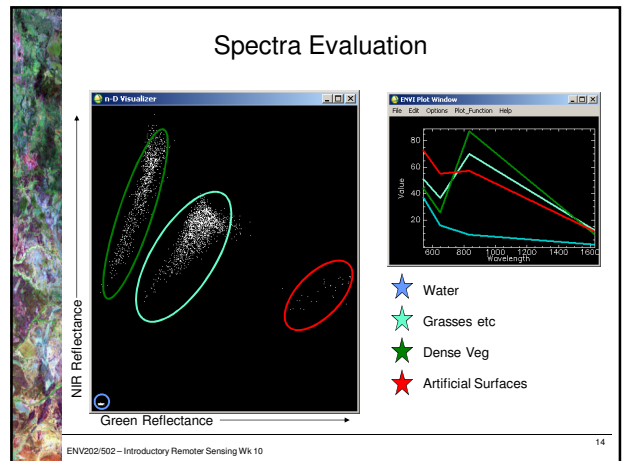 Spectra Evaluation
n-D Visualizer
NIR Reflectance
Green Reflectance
ENVI Plot Window
File Edit Options Plot_Function Help
Value
80
60
40
20
600 800 1000 1200 1400 1600
Wavelength
Water
Grasses etc
Dense Veg
Artificial Surfaces
ENV202/502 – Introductory Remoter Sensing Wk 10
14